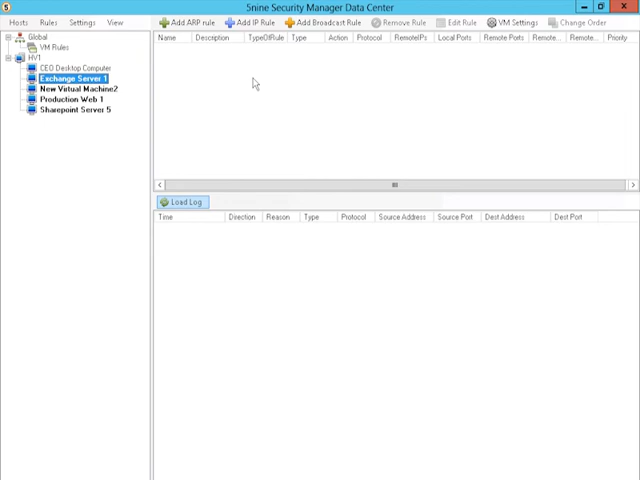 5nine Security Manager Data Center
Hosts Rules Settings View
Add ARP rule Add IP Rule Add Broadcast Rule Remove Rule Edit Rule VM Settings Change Order
Global
VM Rules
HV1
CEO Desktop Computer
Exchange Server 1
New Virtual Machine2
Production Web 1
Sharepoint Server 5
Name Description TypeOfRule Type Action Protocol RemoteIPs Local Ports Remote Ports Remote... Remote... Priority
Load Log
Time Direction Reason Type Protocol Source Address Source Port Dest Address Dest Port